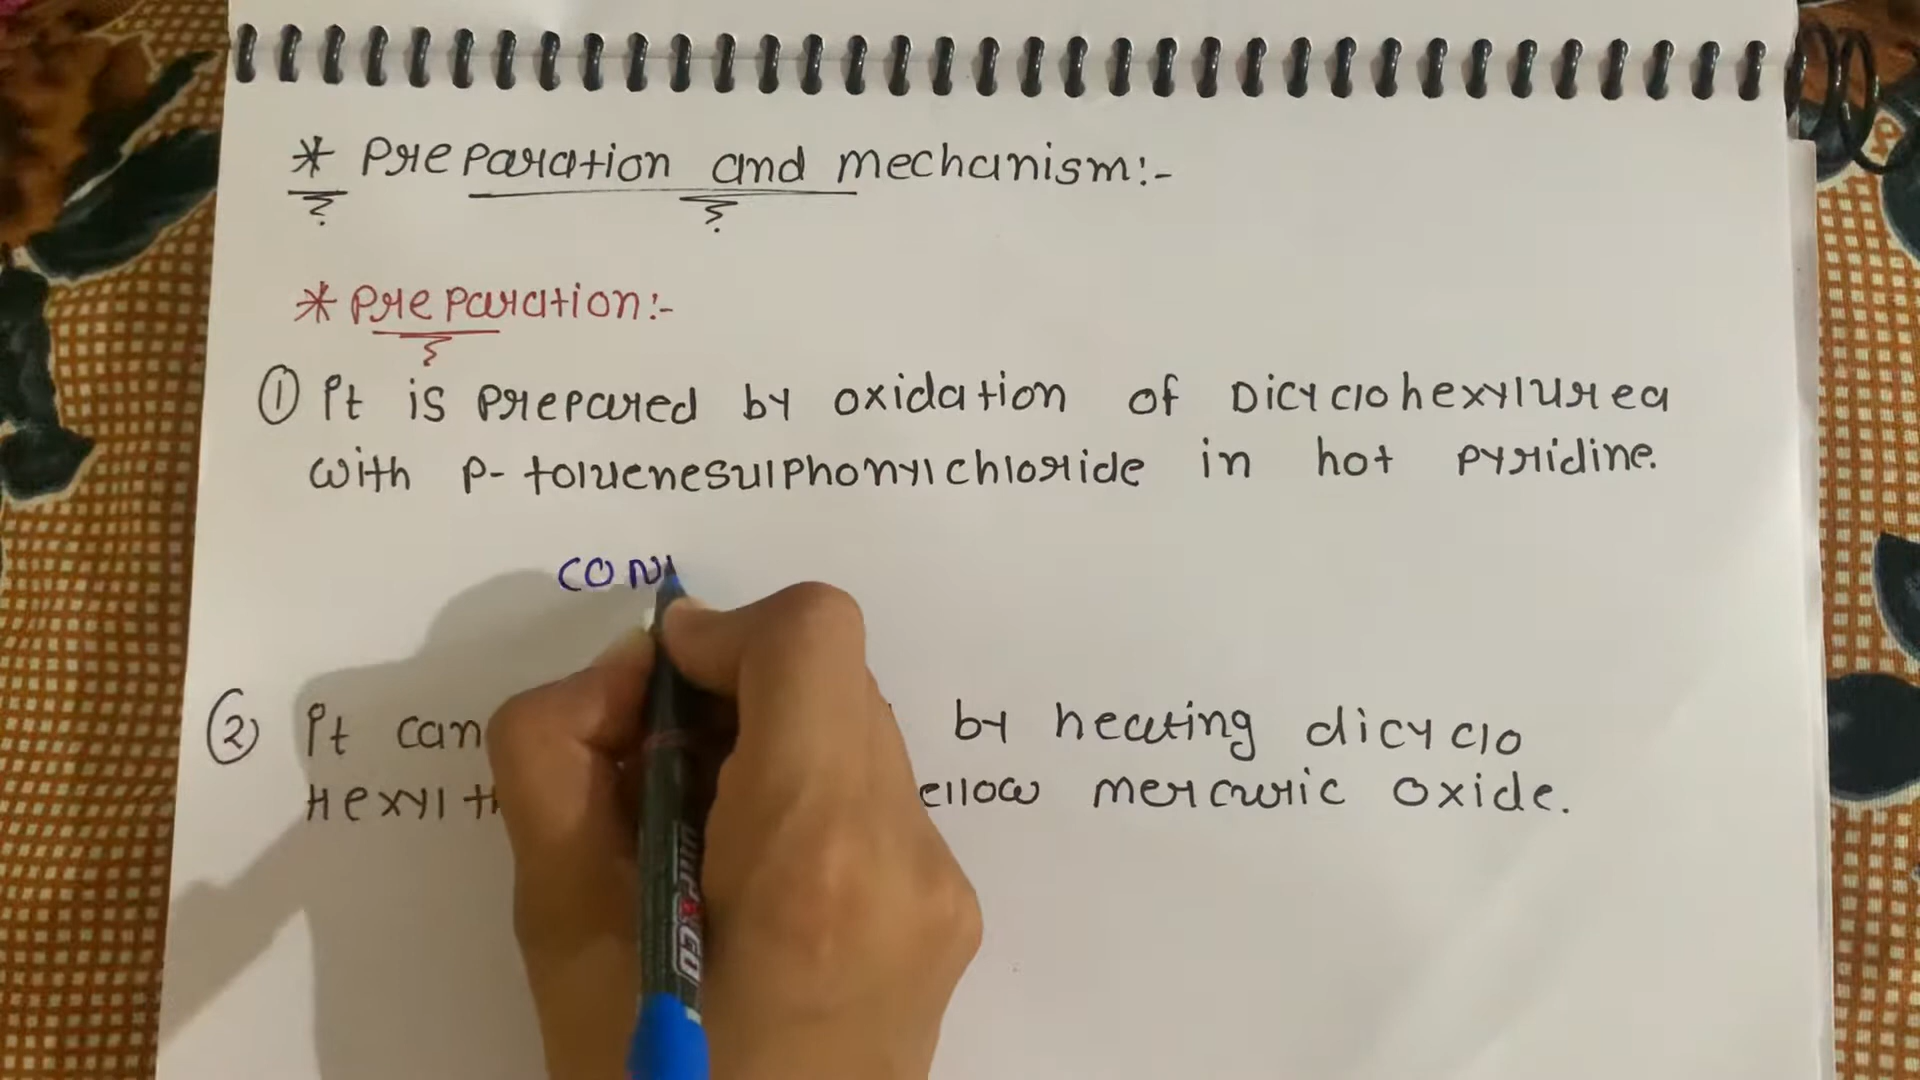 * Preparation and mechanism:-
* Preparation:-
① It is prepared by oxidation of Dicyclohexylurea
with p-toluenesulphonylchloride in hot pyridine.
CON
② It can by heating dicyclo
Hexyl mercuric oxide.